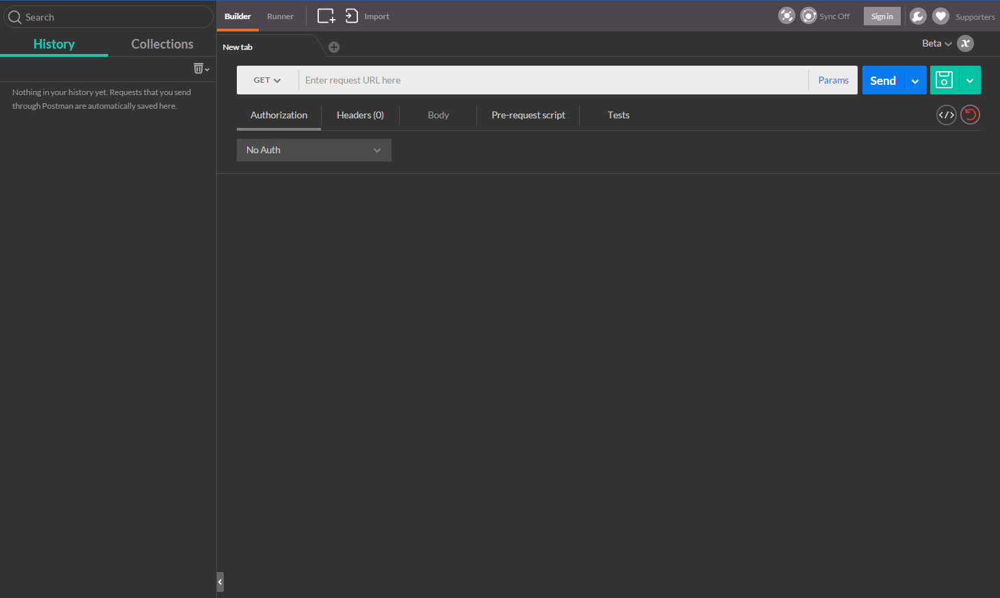 Search
History
Collections
Nothing in your history yet. Requests that you send
through Postman are automatically saved here.
Builder
Runner
Import
Sync Off
Sign in
Supporters
New tab
Beta
GET
Enter request URL here
Params
Send
Authorization
Headers (0)
Body
Pre-request script
Tests
No Auth